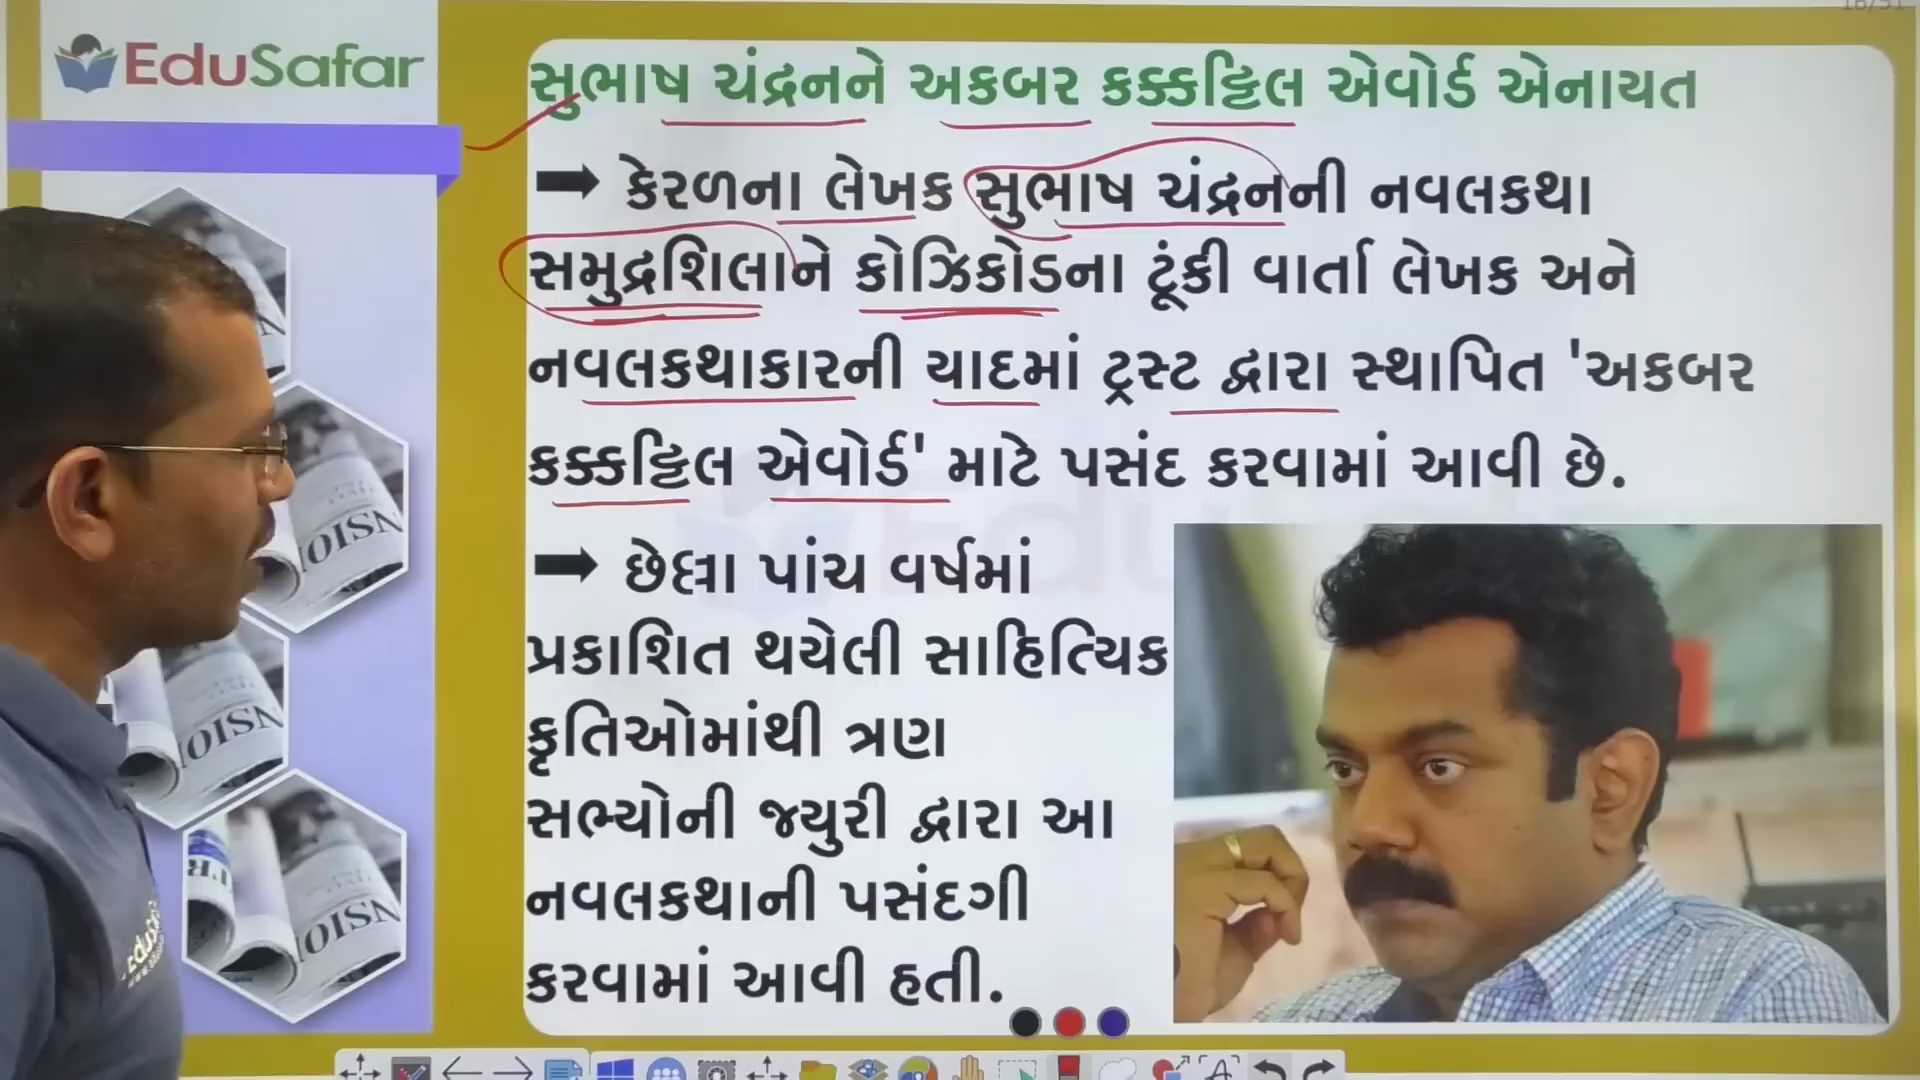 18/31
EduSafar
સુભાષ ચંદ્રનને અકબર કક્કટ્ટિલ એવોર્ડ એનાયત
➡ કેરળના લેખક સુભાષ ચંદ્રનની નવલકથા
સમુદ્રશિલાને કોઝિકોડના ટૂંકી વાર્તા લેખક અને
નવલકથાકારની યાદમાં ટ્રસ્ટ દ્વારા સ્થાપિત 'અકબર
કક્કટ્ટિલ એવોર્ડ' માટે પસંદ કરવામાં આવી છે.
➡ છેલ્લા પાંચ વર્ષમાં
પ્રકાશિત થયેલી સાહિત્યિક
કૃતિઓમાંથી ત્રણ
સભ્યોની જ્યુરી દ્વારા આ
નવલકથાની પસંદગી
કરવામાં આવી હતી.